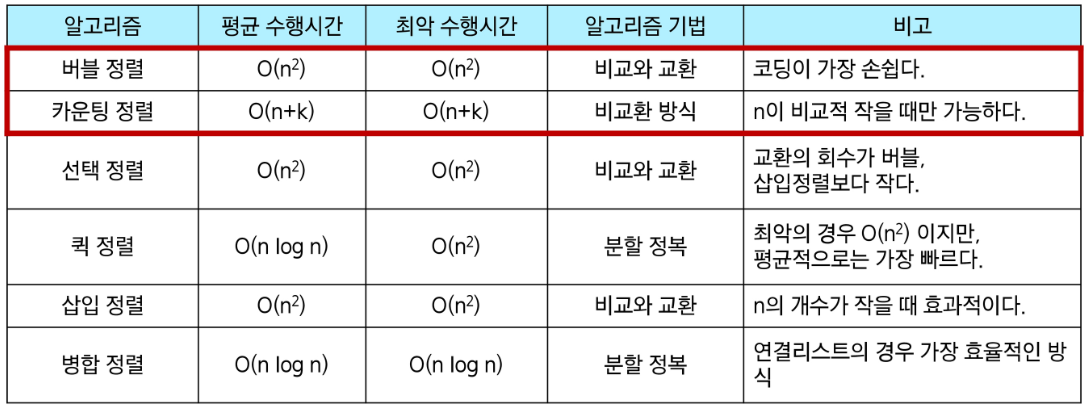 알고리즘 평균 수행시간 최악 수행시간 알고리즘 기법 비고
버블 정렬 O(n²) O(n²) 비교와 교환 코딩이 가장 손쉽다.
카운팅 정렬 O(n+k) O(n+k) 비교환 방식 n이 비교적 작을 때만 가능하다.
선택 정렬 O(n²) O(n²) 비교와 교환 교환의 회수가 버블,
삽입정렬보다 작다.
퀵 정렬 O(n log n) O(n²) 분할 정복 최악의 경우 O(n²) 이지만,
평균적으로는 가장 빠르다.
삽입 정렬 O(n²) O(n²) 비교와 교환 n의 개수가 작을 때 효과적이다.
병합 정렬 O(n log n) O(n log n) 분할 정복 연결리스트의 경우 가장 효율적인 방
식